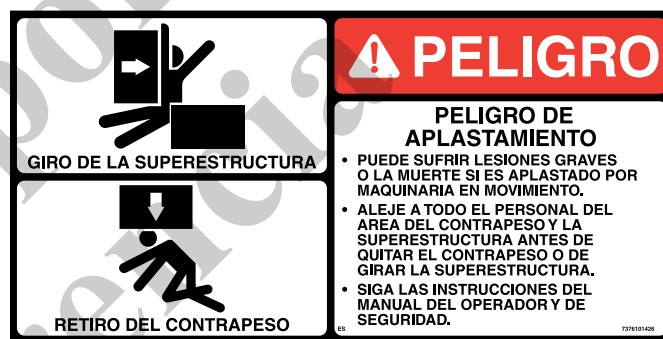 GIRO DE LA SUPERESTRUCTURA
RETIRO DEL CONTRAPESO
PELIGRO
PELIGRO DE
APLASTAMIENTO
• PUEDE SUFRIR LESIONES GRAVES
O LA MUERTE SI ES APLASTADO POR
MAQUINARIA EN MOVIMIENTO.
• ALEJE A TODO EL PERSONAL DEL
AREA DEL CONTRAPESO Y LA
SUPERESTRUCTURA ANTES DE
QUITAR EL CONTRAPESO O DE
GIRAR LA SUPERESTRUCTURA.
• SIGA LAS INSTRUCCIONES DEL
MANUAL DEL OPERADOR Y DE
SEGURIDAD.
ES
7376101426